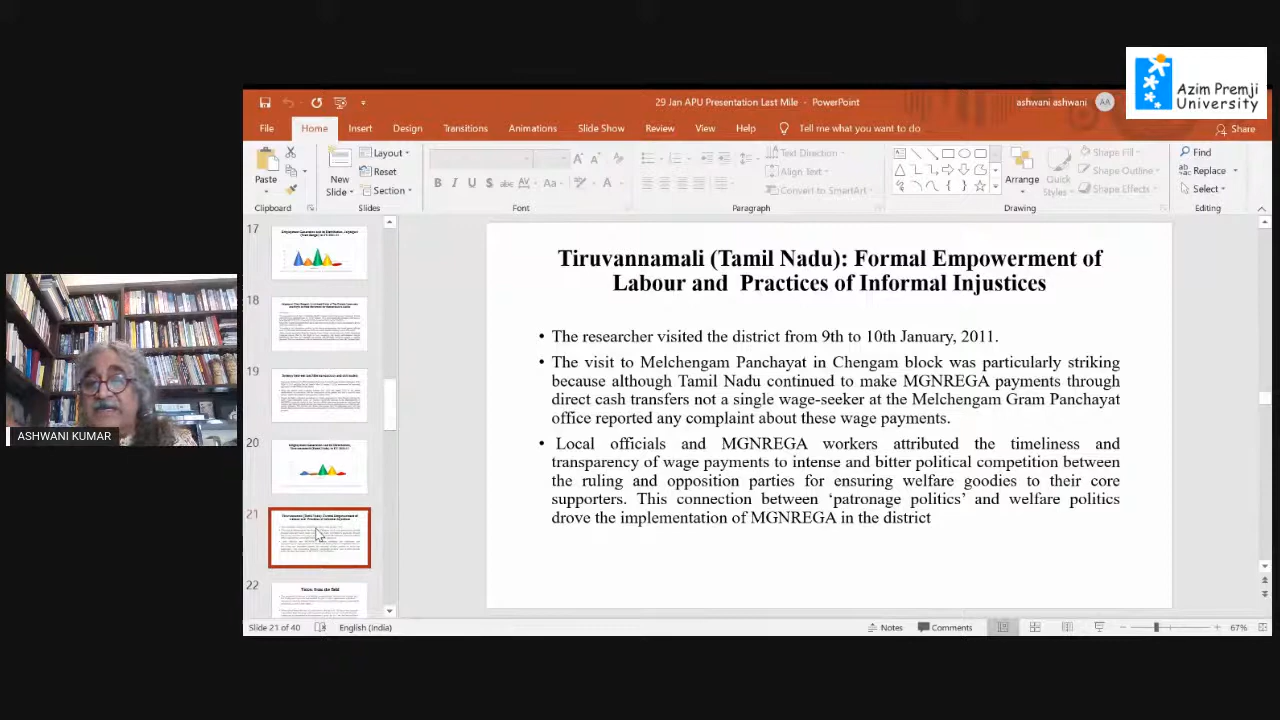 Azim Premji
University
29 Jan APU Presentation Last Mile - PowerPoint
ashwani ashwani
AA
File Home Insert Design Transitions Animations Slide Show Review View Help Tell me what you want to do
Share
Paste
Clipboard
New
Slide
Layout
Reset
Section
Slides
B I U S abc AV Aa A
Font
Text Direction
Align Text
Convert to SmartArt
Paragraph
Arrange
Quick
Styles
Shape Fill
Shape Outline
Shape Effects
Drawing
Find
Replace
Select
Editing
17
18
19
20
21
22
Voices from the field
Tiruvannamali (Tamil Nadu): Formal Empowerment of
Labour and Practices of Informal Injustices
• The researcher visited the district from 9th to 10th January, 2011.
• The visit to Melchengam Panchayat in Chengam block was particularly striking
because although Tamil Nadu continued to make MGNREGA payments through
direct cash transfers not a single wage-seeker at the Melchengam Gram Panchayat
office reported any complaint about these wage payments.
• Local officials and MGNREGA workers attributed the timeliness and
transparency of wage payments to intense and bitter political competition between
the ruling and opposition parties for ensuring welfare goodies to their core
supporters. This connection between ‘patronage politics’ and welfare politics
drove the implementation of MGNREGA in the district
ASHWANI KUMAR
Slide 21 of 40 English (India) Notes Comments 67%